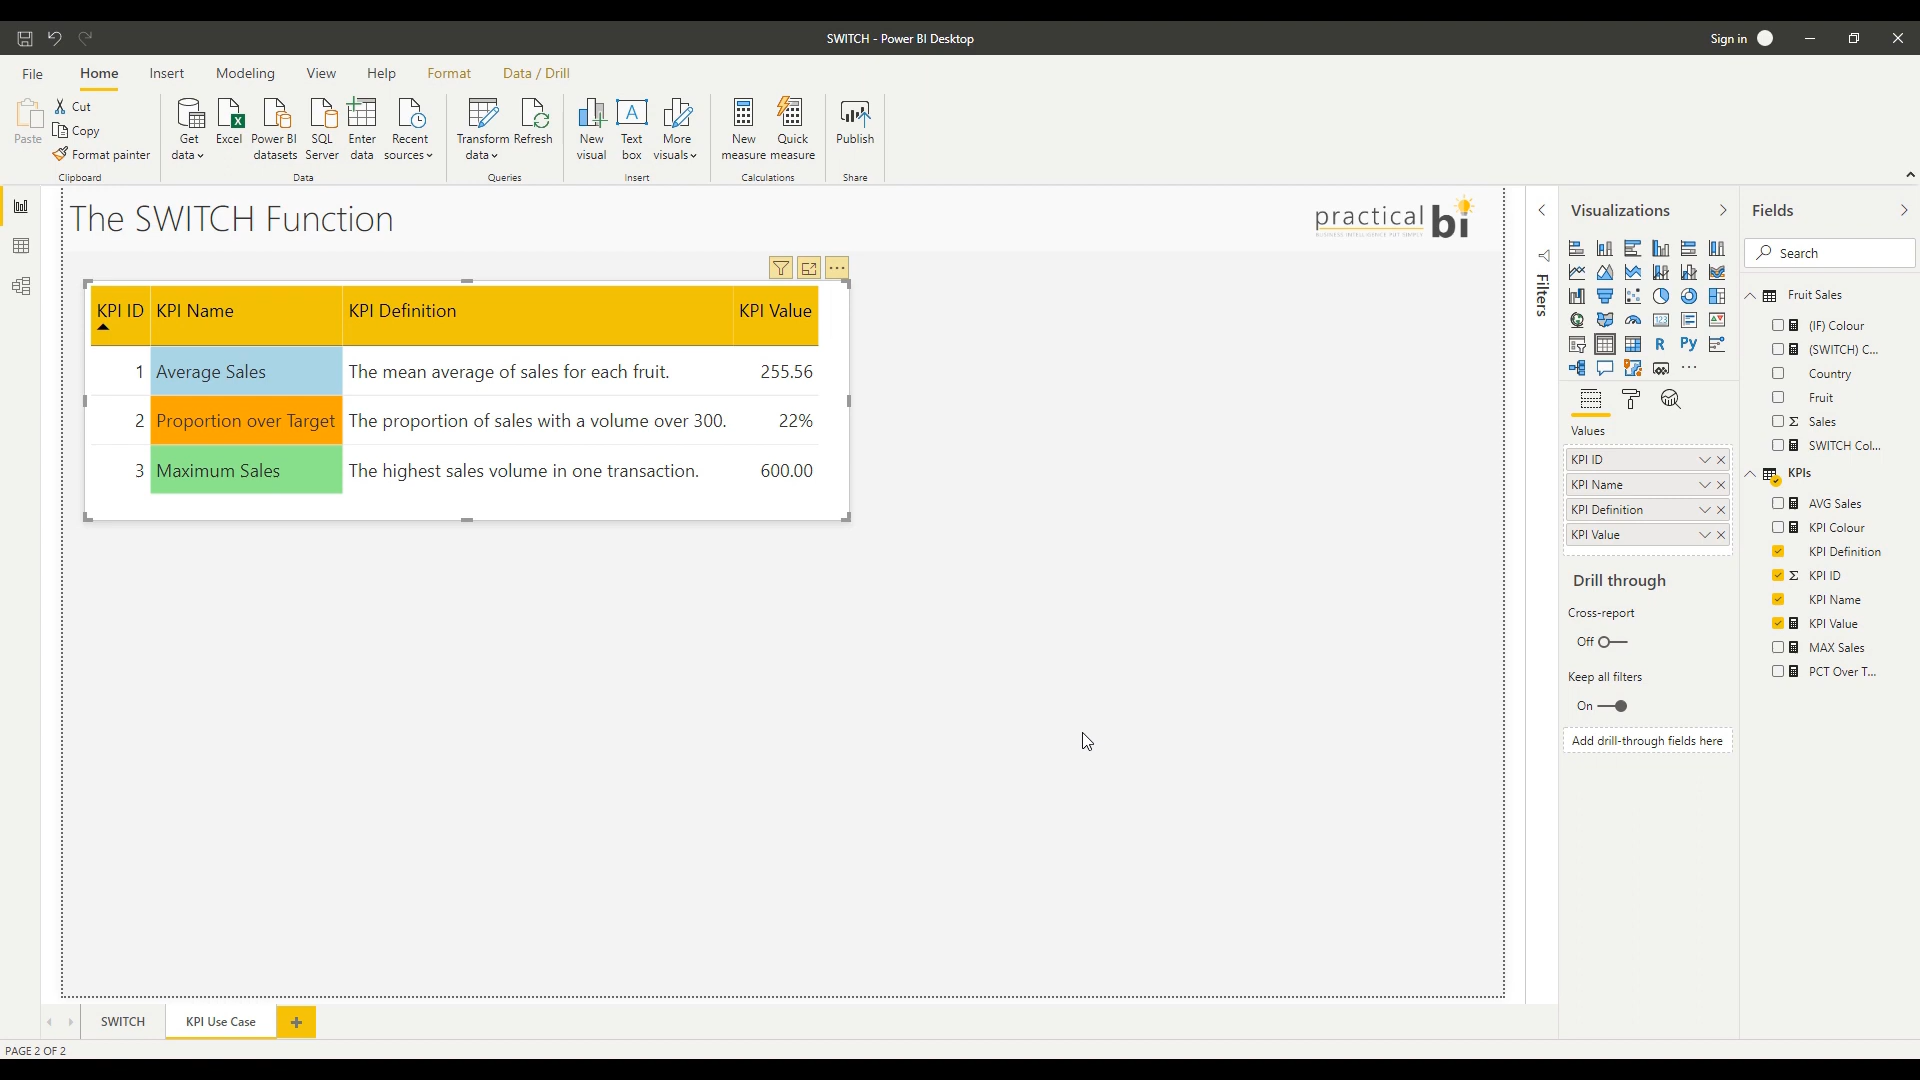 SWITCH - Power BI Desktop
Sign in
File Home Insert Modeling View Help Format Data / Drill
Paste
Cut
Copy
Format painter
Clipboard
Get data
Excel
Power BI datasets
SQL Server
Enter data
Recent sources
Data
Transform data
Refresh
Queries
New visual
Text box
More visuals
Insert
New measure
Quick measure
Calculations
Publish
Share
The SWITCH Function
practical bi
KPI ID KPI Name KPI Definition KPI Value
1 Average Sales The mean average of sales for each fruit. 255.56
2 Proportion over Target The proportion of sales with a volume over 300. 22%
3 Maximum Sales The highest sales volume in one transaction. 600.00
Filters
Visualizations
Values
KPI ID
KPI Name
KPI Definition
KPI Value
Drill through
Cross-report
Off
Keep all filters
On
Add drill-through fields here
Fields
Search
Fruit Sales
(IF) Colour
(SWITCH) C...
Country
Fruit
Sales
SWITCH Col...
KPIs
AVG Sales
KPI Colour
KPI Definition
KPI ID
KPI Name
KPI Value
MAX Sales
PCT Over T...
SWITCH KPI Use Case
PAGE 2 OF 2